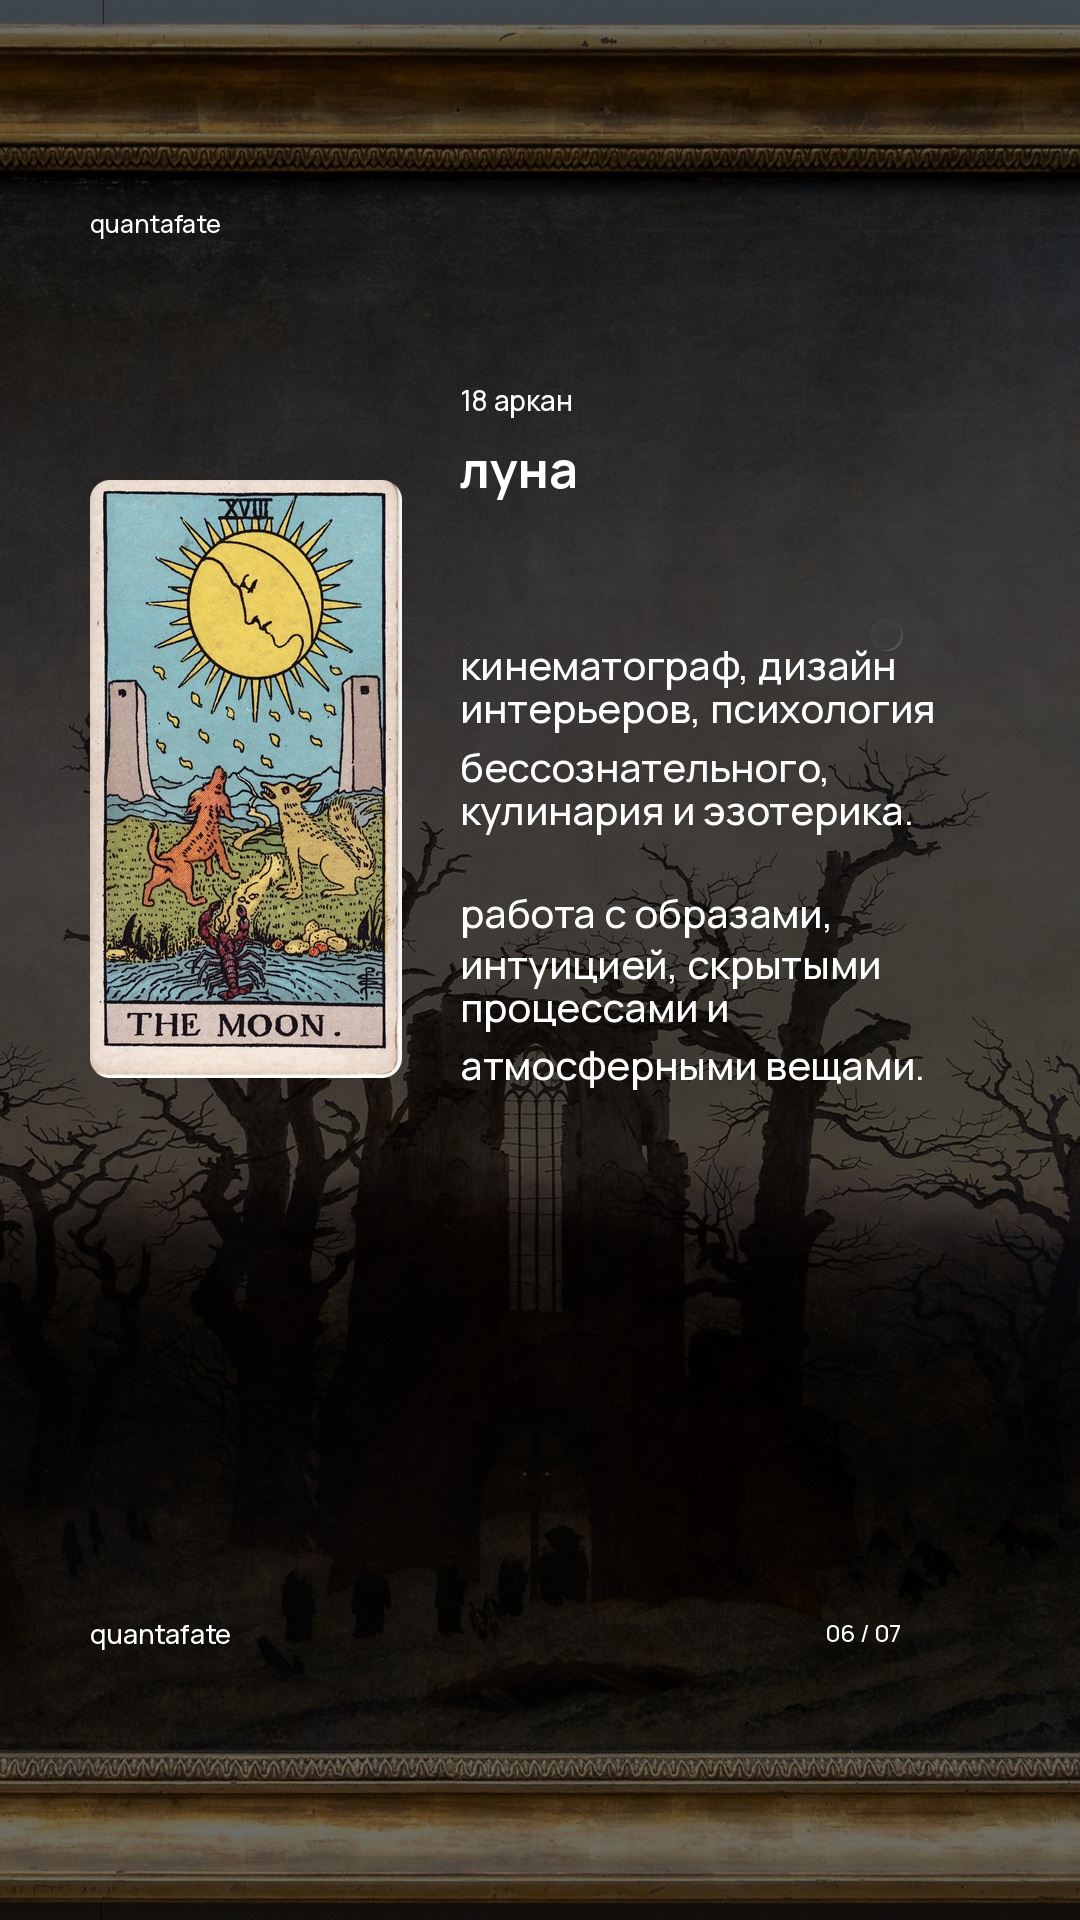 quantafate
18 аркан
луна
XVIII
THE MOON.
кинематограф, дизайн
интерьеров, психология
бессознательного,
кулинария и эзотерика.
работа с образами,
интуицией, скрытыми
процессами и
атмосферными вещами.
quantafate
06 / 07